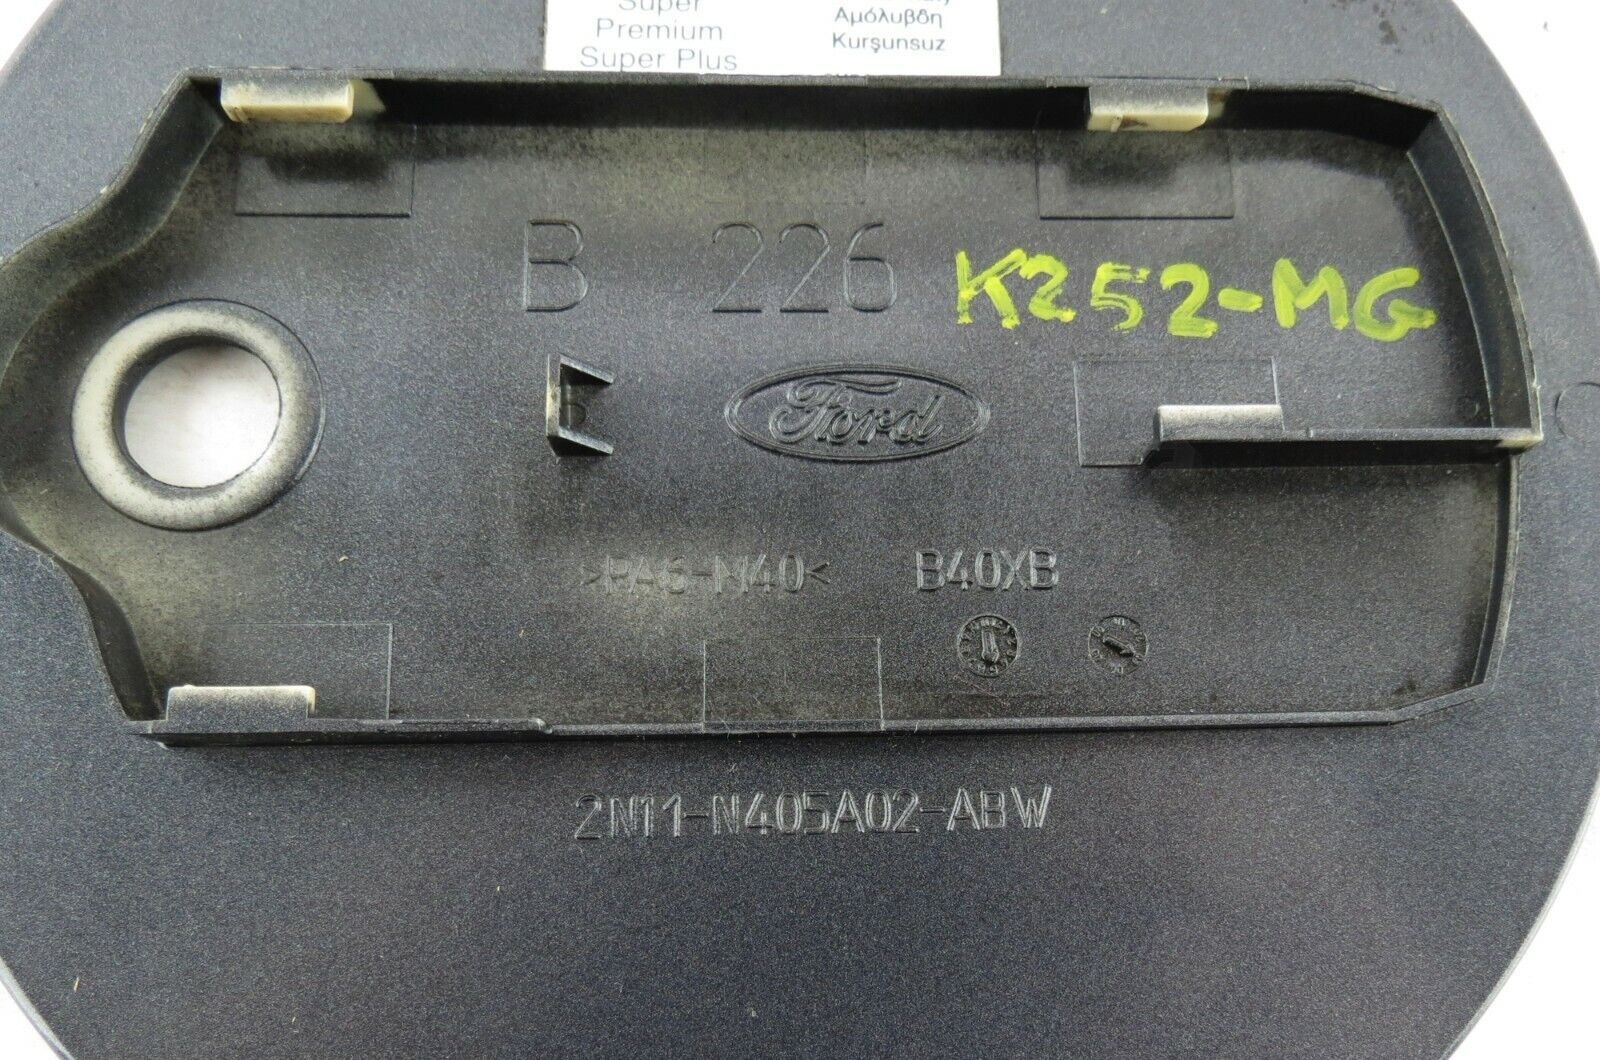 Super
Premium
Super Plus
Αμόλυβδη
Kurşunsuz
B 226
K252-MG
Ford
>PA6-M40<
B40XB
2N11-N405A02-ABW